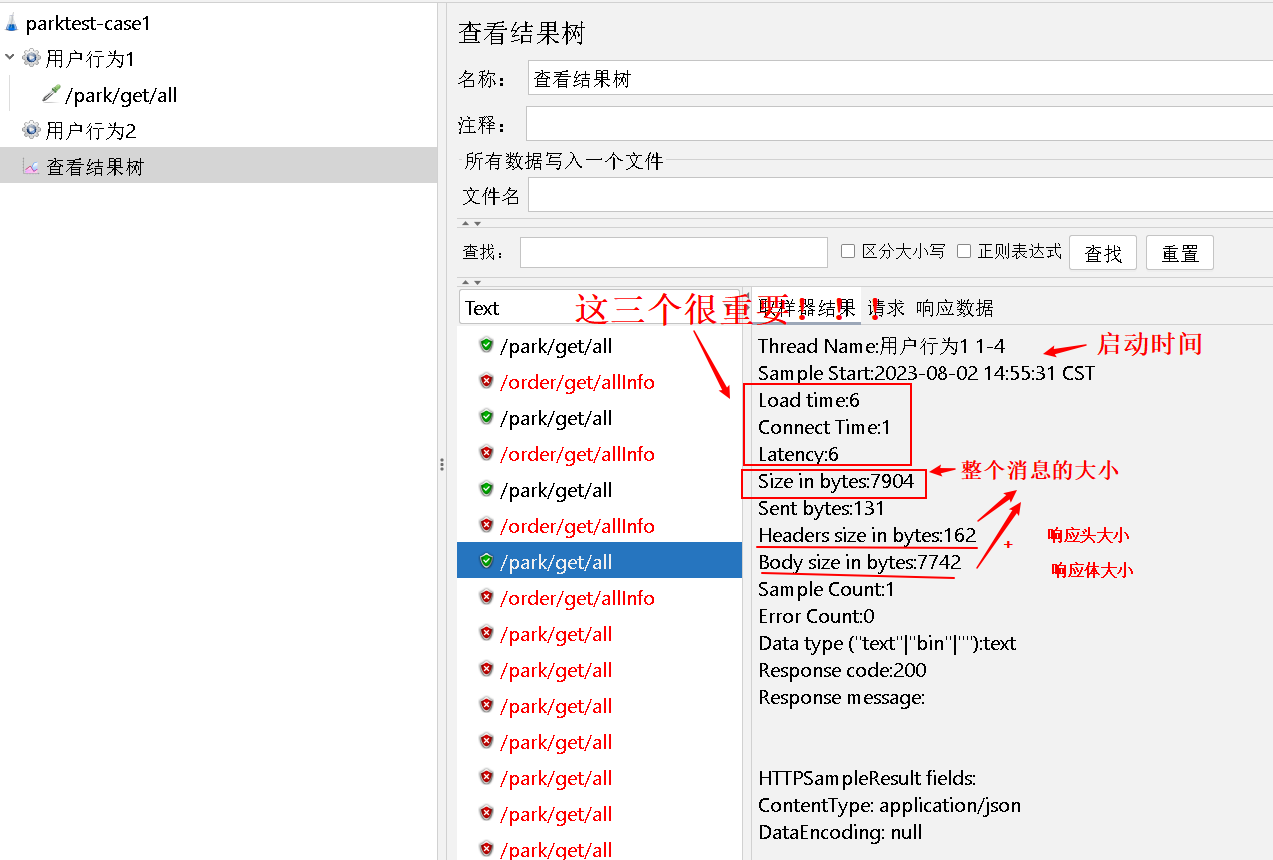 parktest-case1
用户行为1
/park/get/all
用户行为2
查看结果树
查看结果树
名称：
查看结果树
注释：
所有数据写入一个文件
文件名
查找：
区分大小写
正则表达式
查找
重置
Text
这三个很重要！！！
取样器结果 请求 响应数据
/park/get/all
/order/get/allInfo
/park/get/all
/order/get/allInfo
/park/get/all
/order/get/allInfo
/park/get/all
/order/get/allInfo
/park/get/all
/park/get/all
/park/get/all
/park/get/all
/park/get/all
/park/get/all
/park/get/all
Thread Name:用户行为1 1-4
启动时间
Sample Start:2023-08-02 14:55:31 CST
Load time:6
Connect Time:1
Latency:6
整个消息的大小
Size in bytes:7904
Sent bytes:131
Headers size in bytes:162
+
响应头大小
Body size in bytes:7742
响应体大小
Sample Count:1
Error Count:0
Data type ("text"|"bin"|""):text
Response code:200
Response message:
HTTPSampleResult fields:
ContentType: application/json
DataEncoding: null